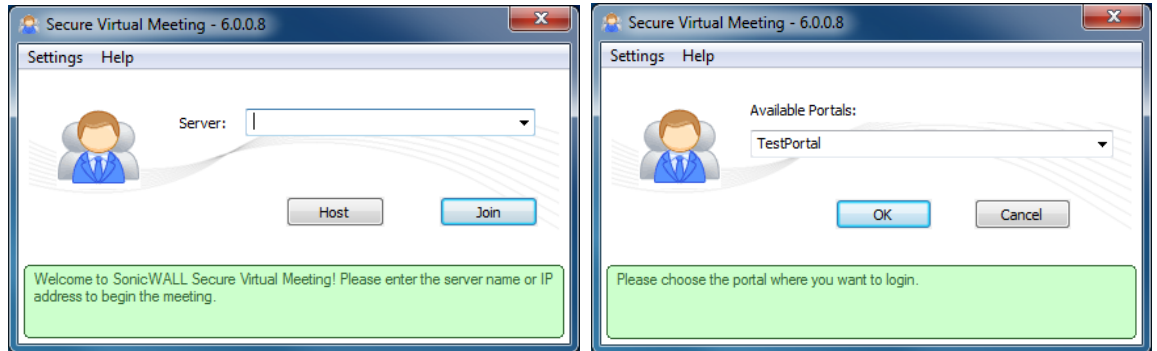 Secure Virtual Meeting - 6.0.0.8
Settings Help
Server:
Host Join
Welcome to SonicWALL Secure Virtual Meeting! Please enter the server name or IP
address to begin the meeting.
Secure Virtual Meeting - 6.0.0.8
Settings Help
Available Portals:
TestPortal
OK Cancel
Please choose the portal where you want to login.